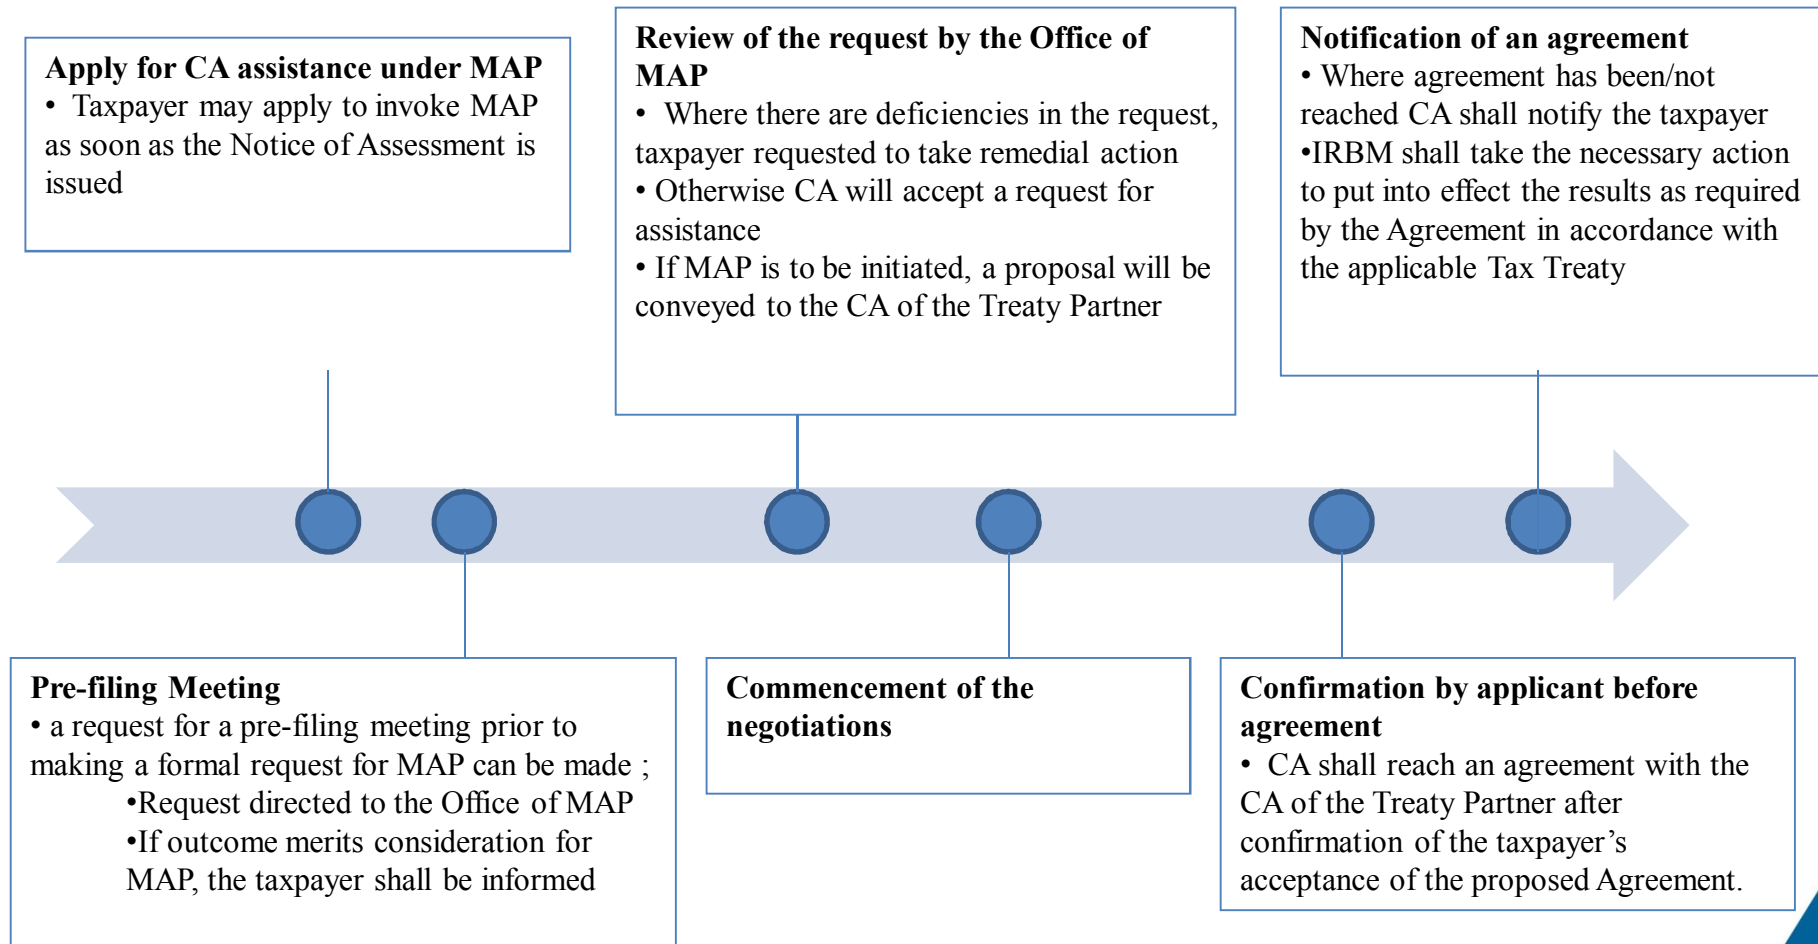 Apply for CA assistance under MAP
• Taxpayer may apply to invoke MAP
as soon as the Notice of Assessment is
issued
Review of the request by the Office of
MAP
• Where there are deficiencies in the request,
taxpayer requested to take remedial action
• Otherwise CA will accept a request for
assistance
• If MAP is to be initiated, a proposal will be
conveyed to the CA of the Treaty Partner
Notification of an agreement
• Where agreement has been/not
reached CA shall notify the taxpayer
•IRBM shall take the necessary action
to put into effect the results as required
by the Agreement in accordance with
the applicable Tax Treaty
Pre-filing Meeting
• a request for a pre-filing meeting prior to
making a formal request for MAP can be made ;
•Request directed to the Office of MAP
•If outcome merits consideration for
MAP, the taxpayer shall be informed
Commencement of the
negotiations
Confirmation by applicant before
agreement
• CA shall reach an agreement with the
CA of the Treaty Partner after
confirmation of the taxpayer’s
acceptance of the proposed Agreement.